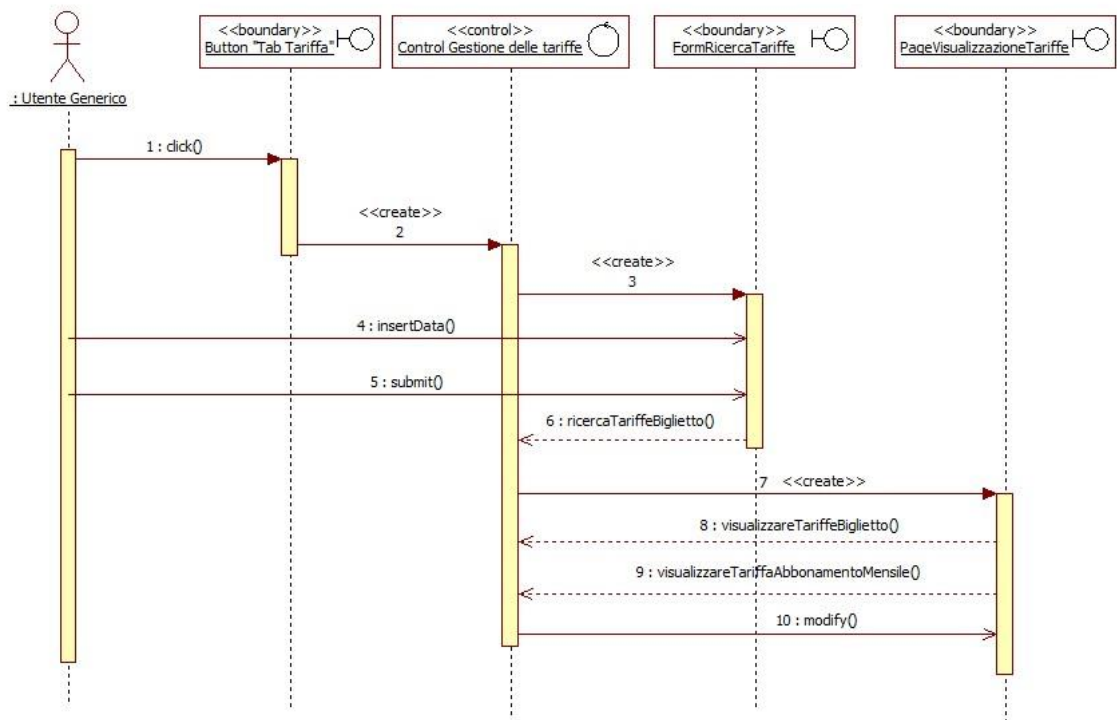 <<boundary>>
Button "Tab Tariffa"
<<control>>
Control Gestione delle tariffe
<<boundary>>
FormRicercaTariffe
<<boundary>>
PageVisualizzazioneTariffe
: Utente Generico
1 : click()
<<create>>
2
<<create>>
3
4 : insertData()
5 : submit()
6 : ricercaTariffeBiglietto()
7 <<create>>
8 : visualizzareTariffeBiglietto()
9 : visualizzareTariffaAbbonamentoMensile()
10 : modify()